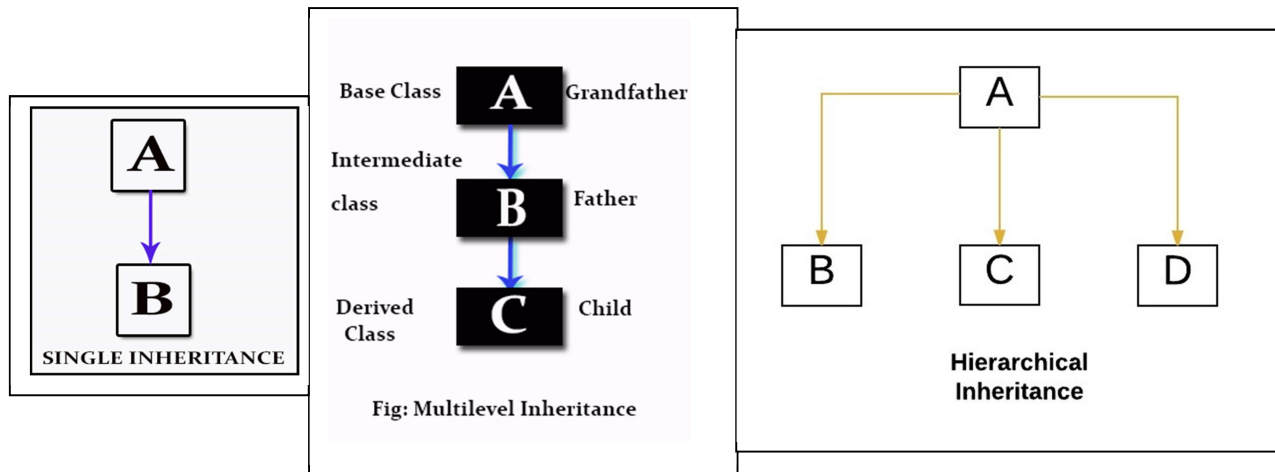 A
B
SINGLE INHERITANCE
Base Class
A
Grandfather
Intermediate
class
B
Father
Derived
Class
C
Child
Fig: Multilevel Inheritance
A
B
C
D
Hierarchical
Inheritance